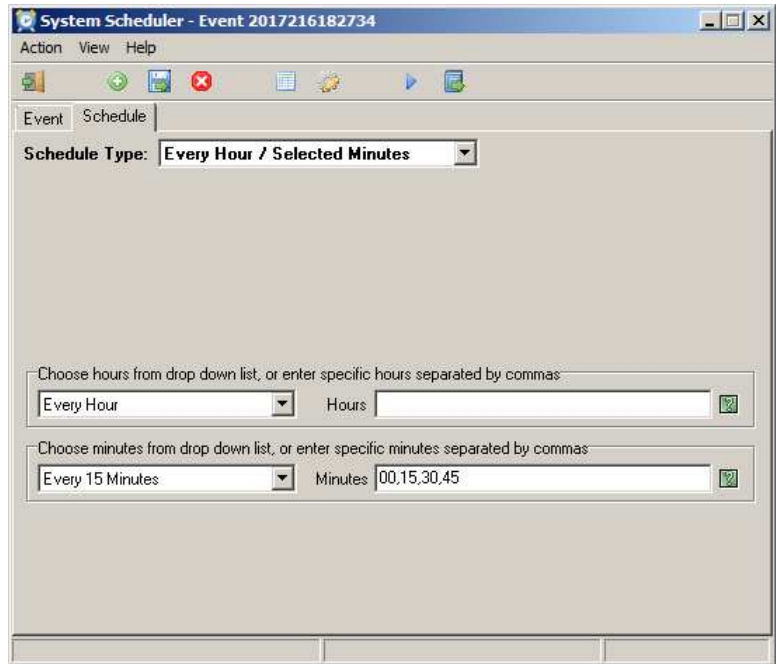 System Scheduler - Event 2017216182734
Action View Help
Event Schedule
Schedule Type: Every Hour / Selected Minutes
Choose hours from drop down list, or enter specific hours separated by commas
Every Hour Hours
Choose minutes from drop down list, or enter specific minutes separated by commas
Every 15 Minutes Minutes 00,15,30,45